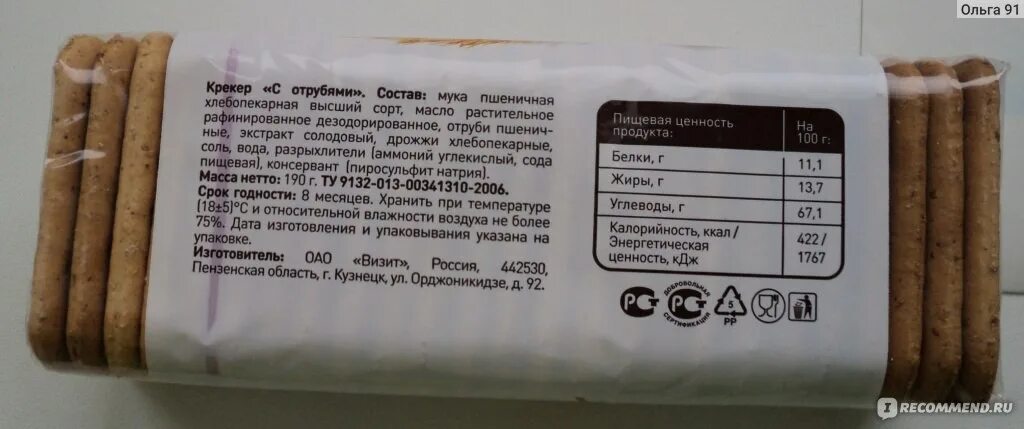 Ольга 91
Крекер «С отрубями». Состав: мука пшеничная
хлебопекарная высший сорт, масло растительное
рафинированное дезодорированное, отруби пшенич-
ные, экстракт солодовый, дрожжи хлебопекарные,
соль, вода, разрыхлители (аммоний углекислый, сода
пищевая), консервант (пиросульфит натрия).
Масса нетто: 190 г. ТУ 9132-013-00341310-2006.
Срок годности: 8 месяцев. Хранить при температуре
(18±5)°С и относительной влажности воздуха не более
75%. Дата изготовления и упаковывания указана на
упаковке.
Изготовитель: ОАО «Визит», Россия, 442530,
Пензенская область, г. Кузнецк, ул. Орджоникидзе, д. 92.
Пищевая ценность продукта: На 100 г:
Белки, г 11,1
Жиры, г 13,7
Углеводы, г 67,1
Калорийность, ккал / 422 /
Энергетическая ценность, кДж 1767
РСТ
ДОБРОВОЛЬНАЯ
РСТ
СЕРТИФИКАЦИЯ
5
PP
IRECOMMEND.RU